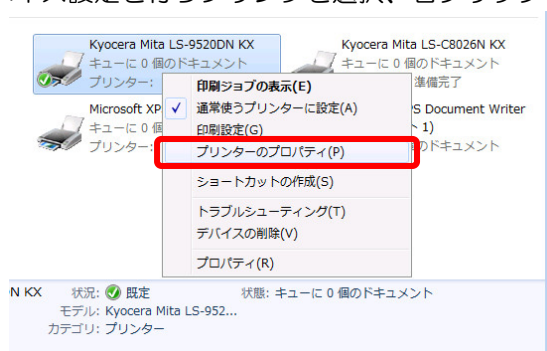 Kyocera Mita LS-9520DN KX
キューに 0 個のドキュメント
プリンター:
Kyocera Mita LS-C8026N KX
キューに 0 個のドキュメント
準備完了
Microsoft XP
キューに 0 個
プリンター:
PS Document Writer
1)
のドキュメント
印刷ジョブの表示(E)
通常使うプリンターに設定(A)
印刷設定(G)
プリンターのプロパティ(P)
ショートカットの作成(S)
トラブルシューティング(T)
デバイスの削除(V)
プロパティ(R)
N KX 状況: 既定 状態: キューに 0 個のドキュメント
モデル: Kyocera Mita LS-952...
カテゴリ: プリンター